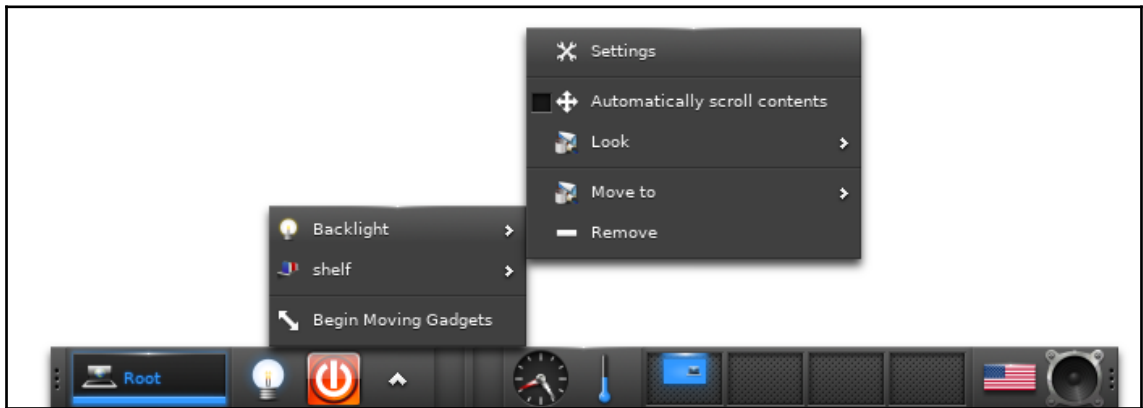 Settings
Automatically scroll contents
Look
Move to
Remove
Backlight
shelf
Begin Moving Gadgets
Root